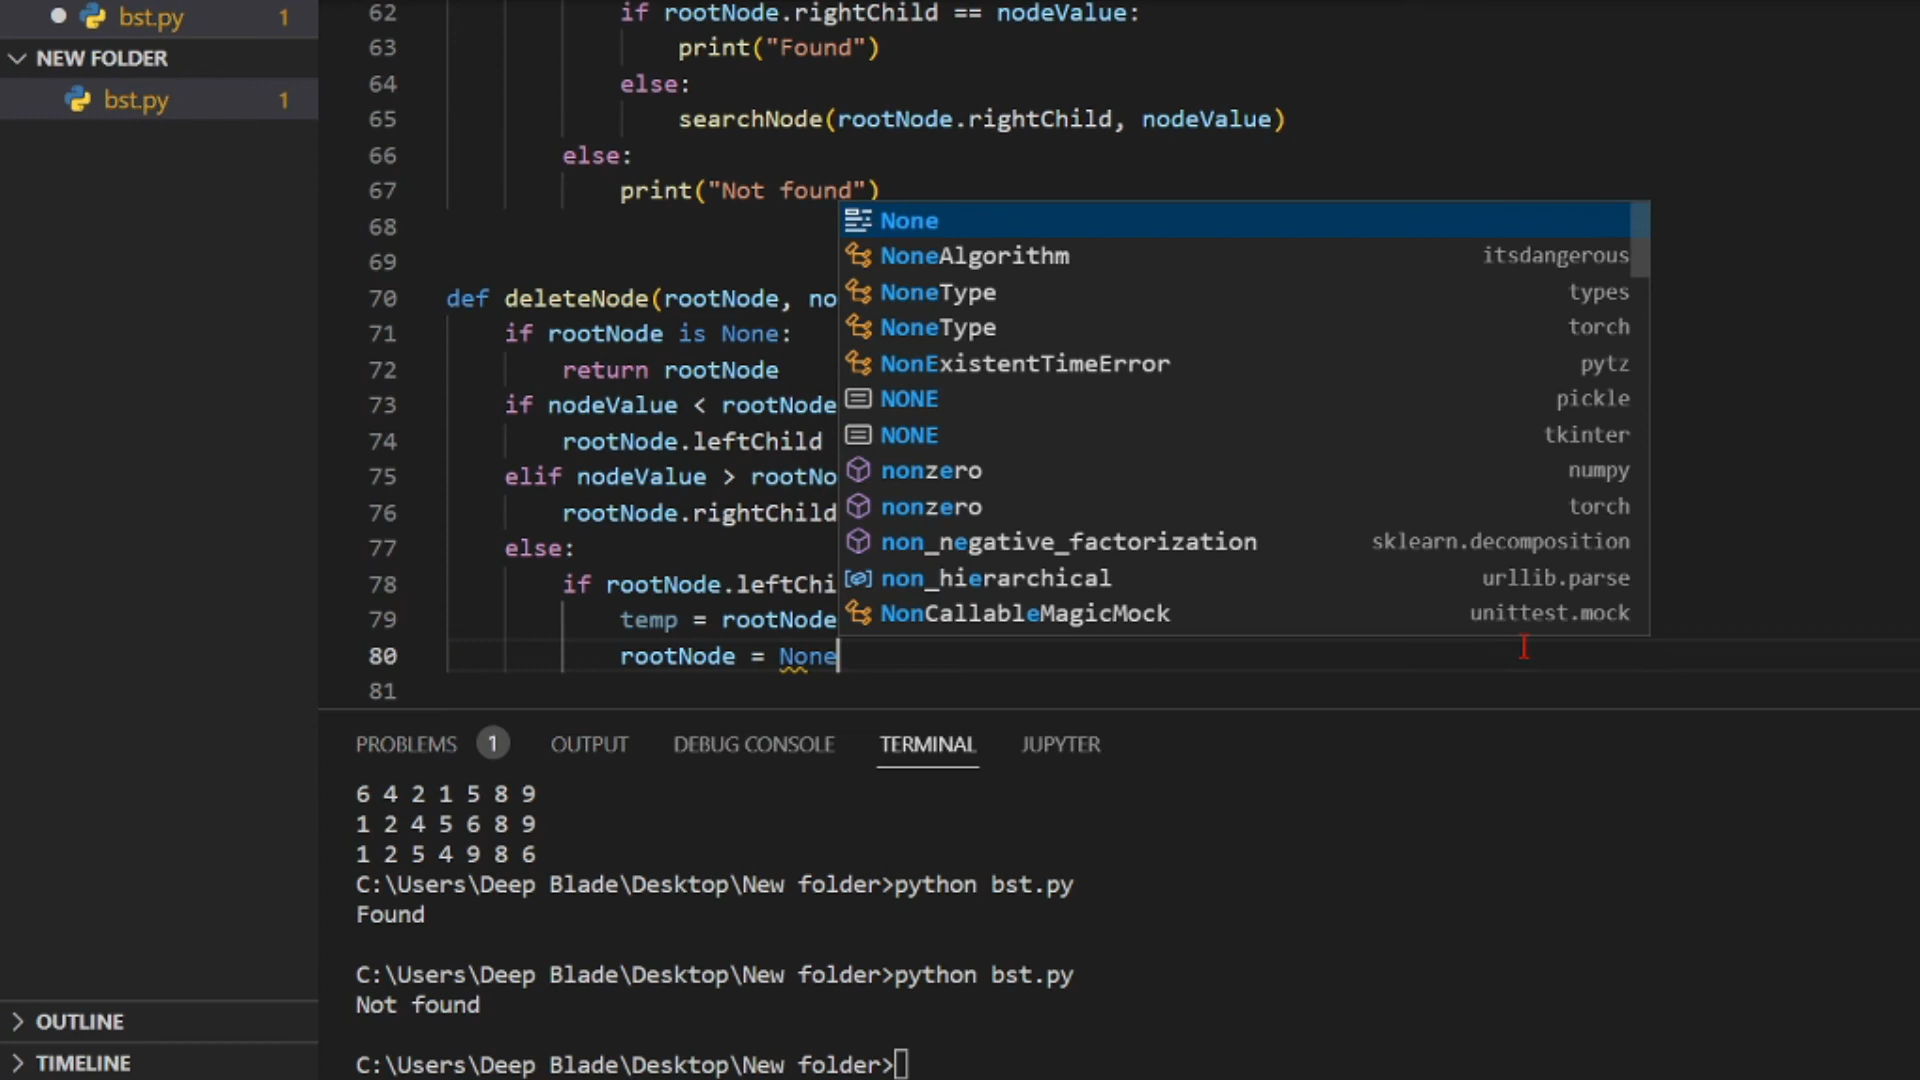 bst.py 1
NEW FOLDER
bst.py 1
OUTLINE
TIMELINE
62 if rootNode.rightChild == nodeValue:
63 print("Found")
64 else:
65 searchNode(rootNode.rightChild, nodeValue)
66 else:
67 print("Not found")
68
69
70 def deleteNode(rootNode, no
71 if rootNode is None:
72 return rootNode
73 if nodeValue < rootNode
74 rootNode.leftChild
75 elif nodeValue > rootNo
76 rootNode.rightChild
77 else:
78 if rootNode.leftChi
79 temp = rootNode
80 rootNode = None
81
None
NoneAlgorithm itsdangerous
NoneType types
NoneType torch
NonExistentTimeError pytz
NONE pickle
NONE tkinter
nonzero numpy
nonzero torch
non_negative_factorization sklearn.decomposition
non_hierarchical urllib.parse
NonCallableMagicMock unittest.mock
PROBLEMS 1 OUTPUT DEBUG CONSOLE TERMINAL JUPYTER
6 4 2 1 5 8 9
1 2 4 5 6 8 9
1 2 5 4 9 8 6
C:\Users\Deep Blade\Desktop\New folder>python bst.py
Found
C:\Users\Deep Blade\Desktop\New folder>python bst.py
Not found
C:\Users\Deep Blade\Desktop\New folder>